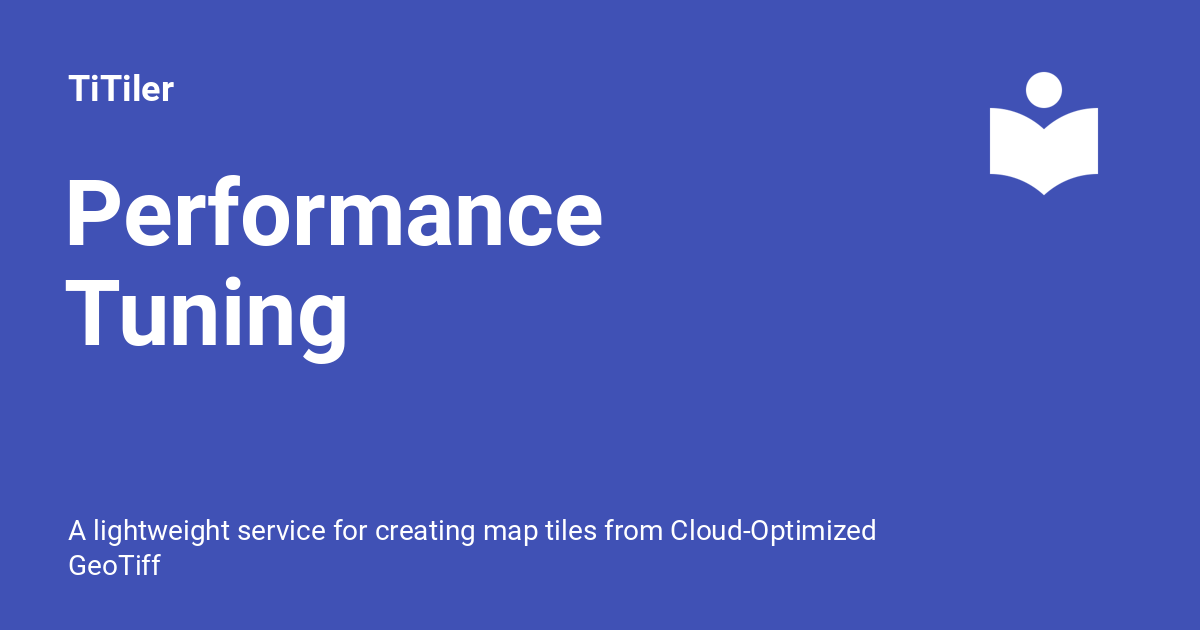 TiTiler
Performance
Tuning
A lightweight service for creating map tiles from Cloud-Optimized
GeoTiff